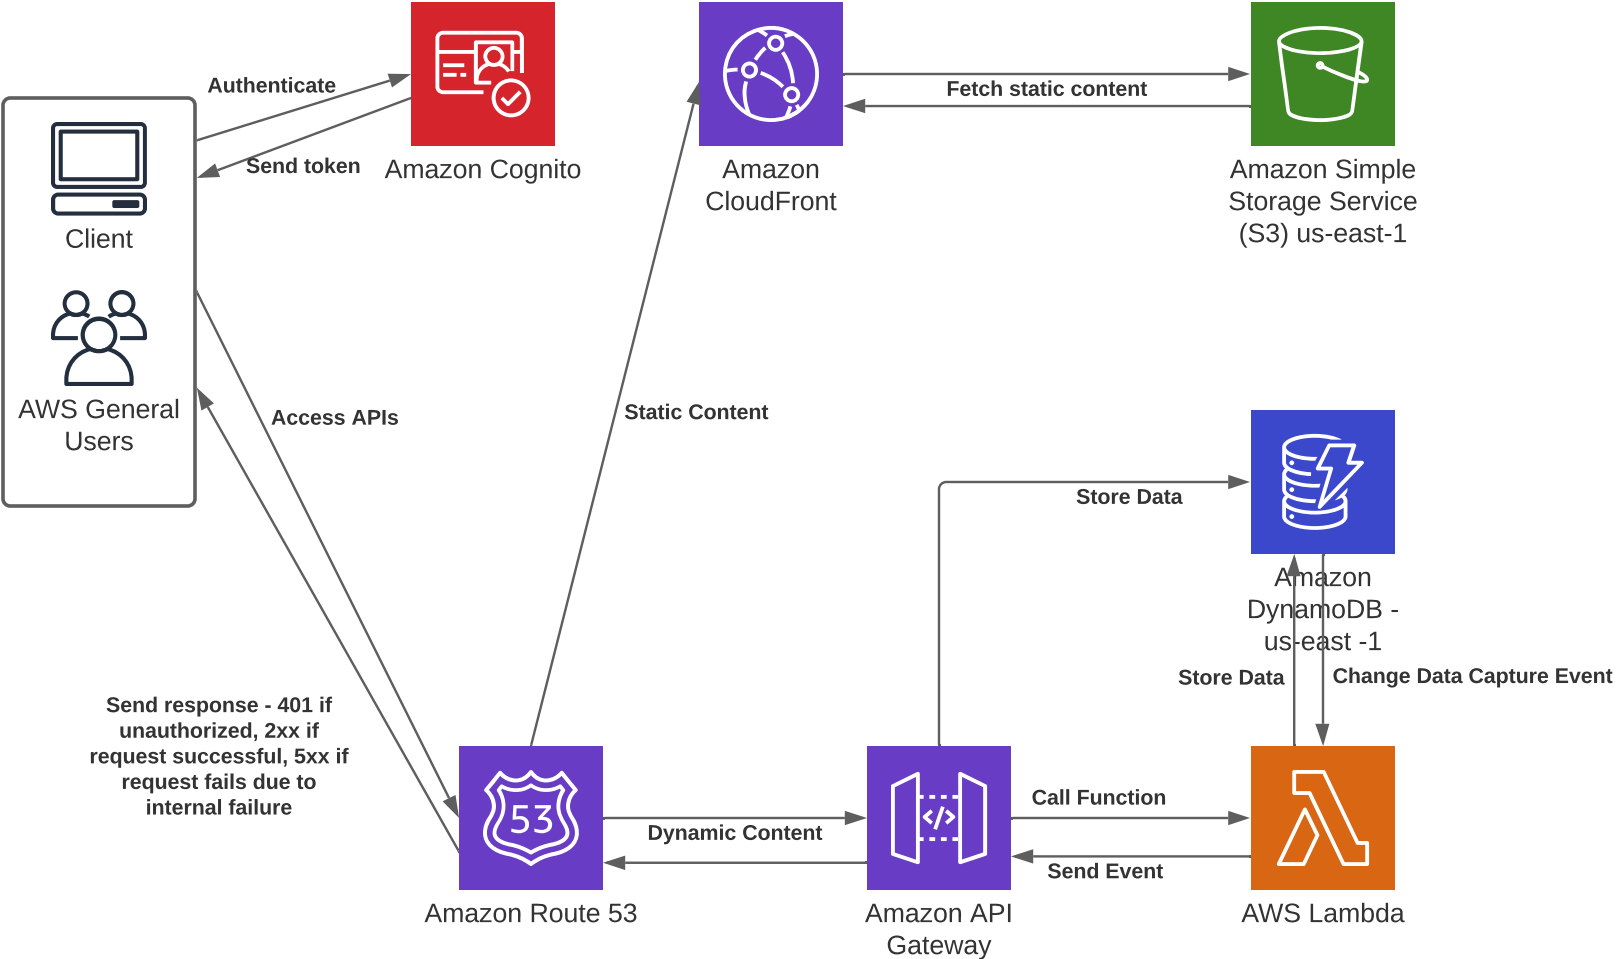 Authenticate
Send token
Amazon Cognito
Client
AWS General
Users
Amazon
CloudFront
Fetch static content
Amazon Simple
Storage Service
(S3) us-east-1
Access APIs
Static Content
Store Data
Amazon
DynamoDB -
us-east -1
Store Data
Change Data Capture Event
Send response - 401 if
unauthorized, 2xx if
request successful, 5xx if
request fails due to
internal failure
53
Amazon Route 53
Dynamic Content
</>
Amazon API
Gateway
Call Function
Send Event
AWS Lambda